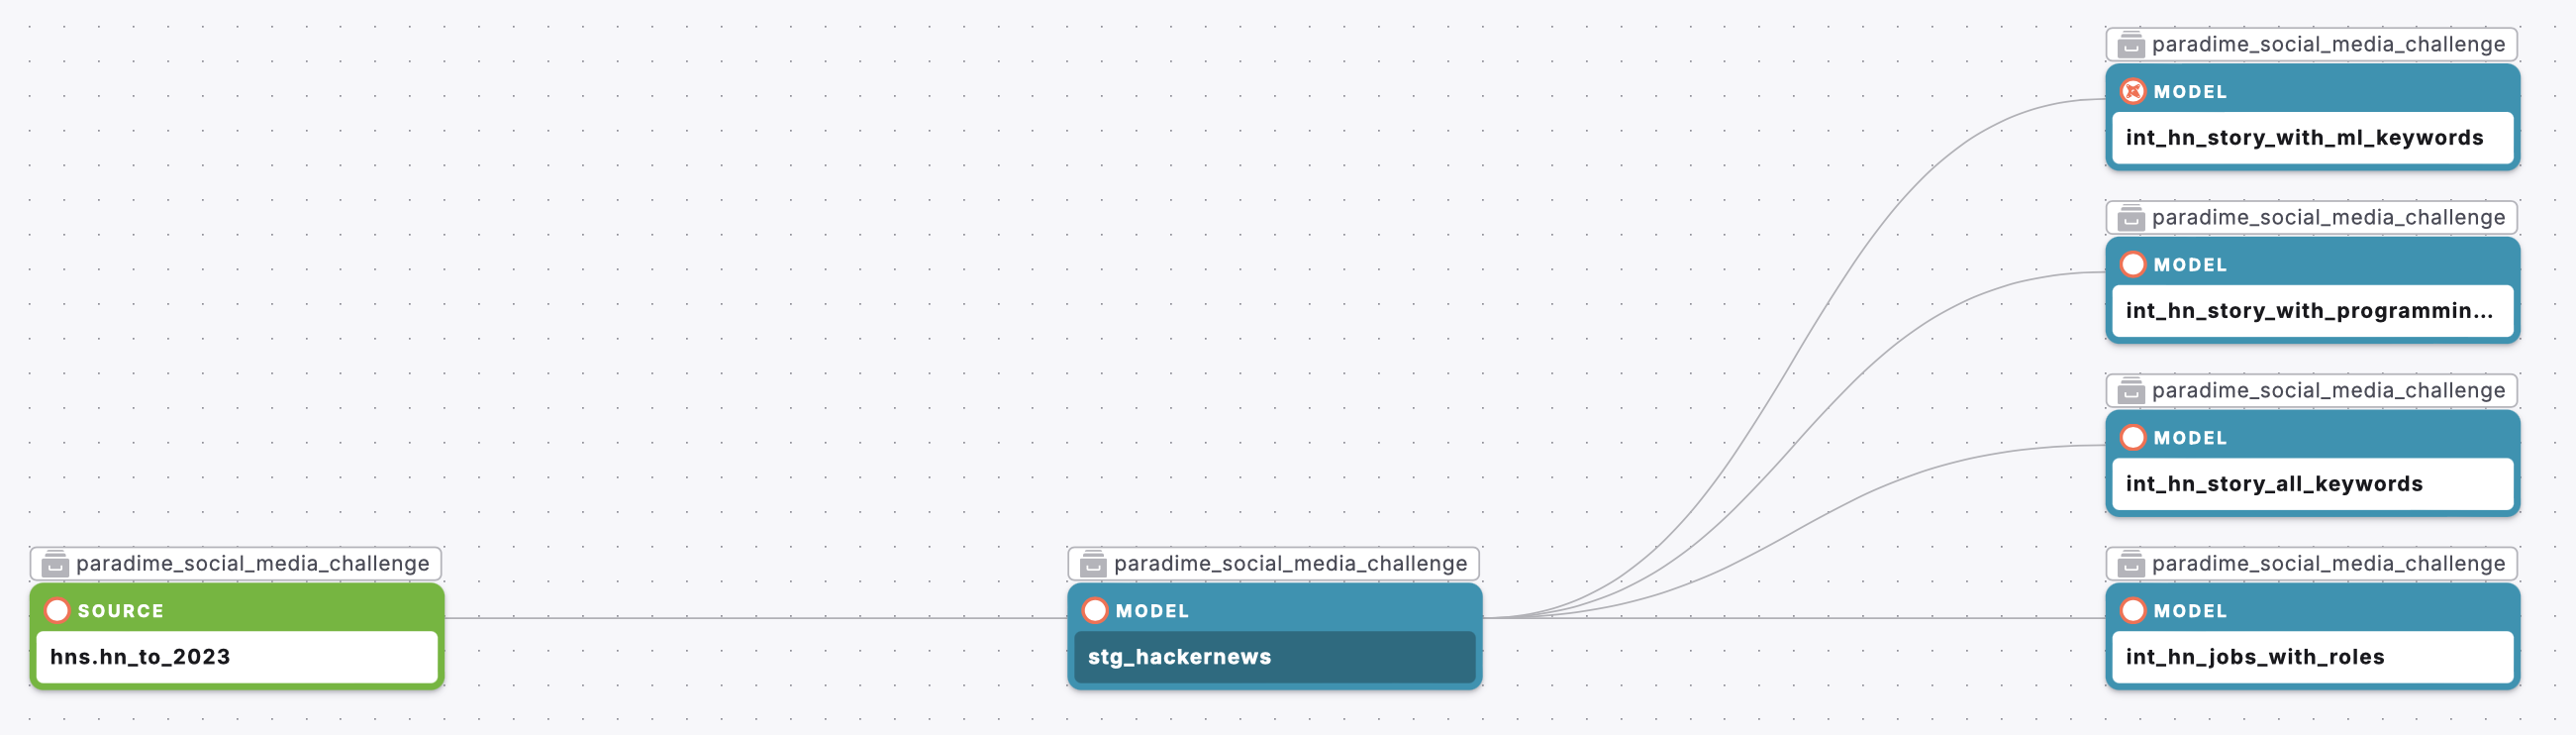 paradime_social_media_challenge
MODEL
int_hn_story_with_ml_keywords
paradime_social_media_challenge
MODEL
int_hn_story_with_programmin...
paradime_social_media_challenge
MODEL
int_hn_story_all_keywords
paradime_social_media_challenge
SOURCE
hns.hn_to_2023
paradime_social_media_challenge
MODEL
stg_hackernews
paradime_social_media_challenge
MODEL
int_hn_jobs_with_roles